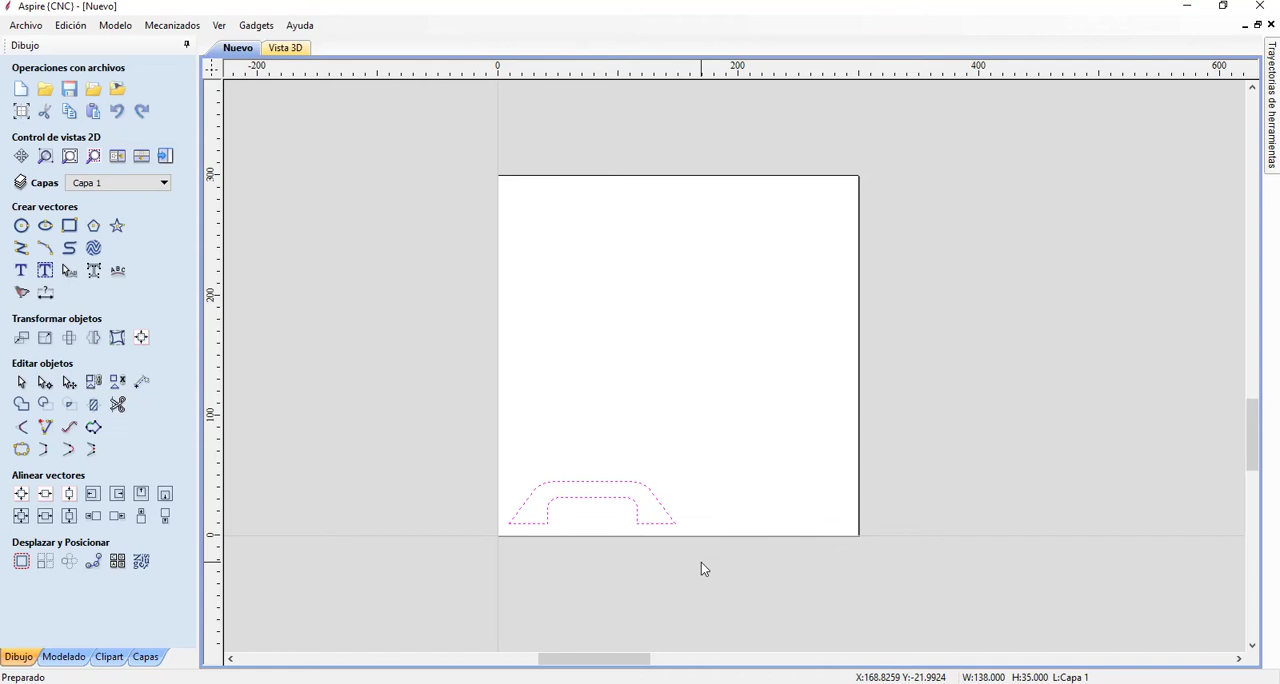 Aspire {CNC} - [Nuevo]
Archivo Edición Modelo Mecanizados Ver Gadgets Ayuda
Dibujo
Nuevo Vista 3D
Operaciones con archivos
Control de vistas 2D
Capas Capa 1
Crear vectores
Transformar objetos
Editar objetos
Alinear vectores
Desplazar y Posicionar
Dibujo Modelado Clipart Capas
-200 0 200 400 600
300
200
100
0
Trayectorias de herramientas
Preparado
X:168.8259 Y:-21.9924 W:138.000 H:35.000 L:Capa 1